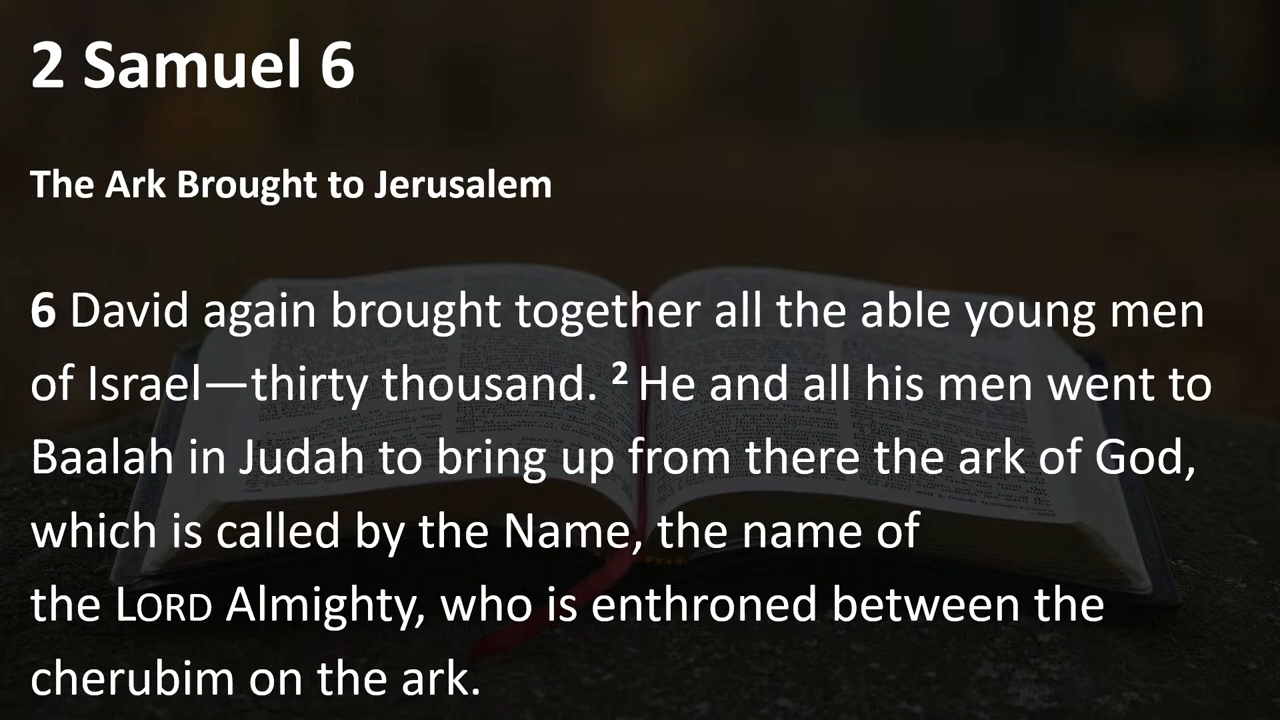 2 Samuel 6
The Ark Brought to Jerusalem
6 David again brought together all the able young men
of Israel—thirty thousand. ² He and all his men went to
Baalah in Judah to bring up from there the ark of God,
which is called by the Name, the name of
the LORD Almighty, who is enthroned between the
cherubim on the ark.